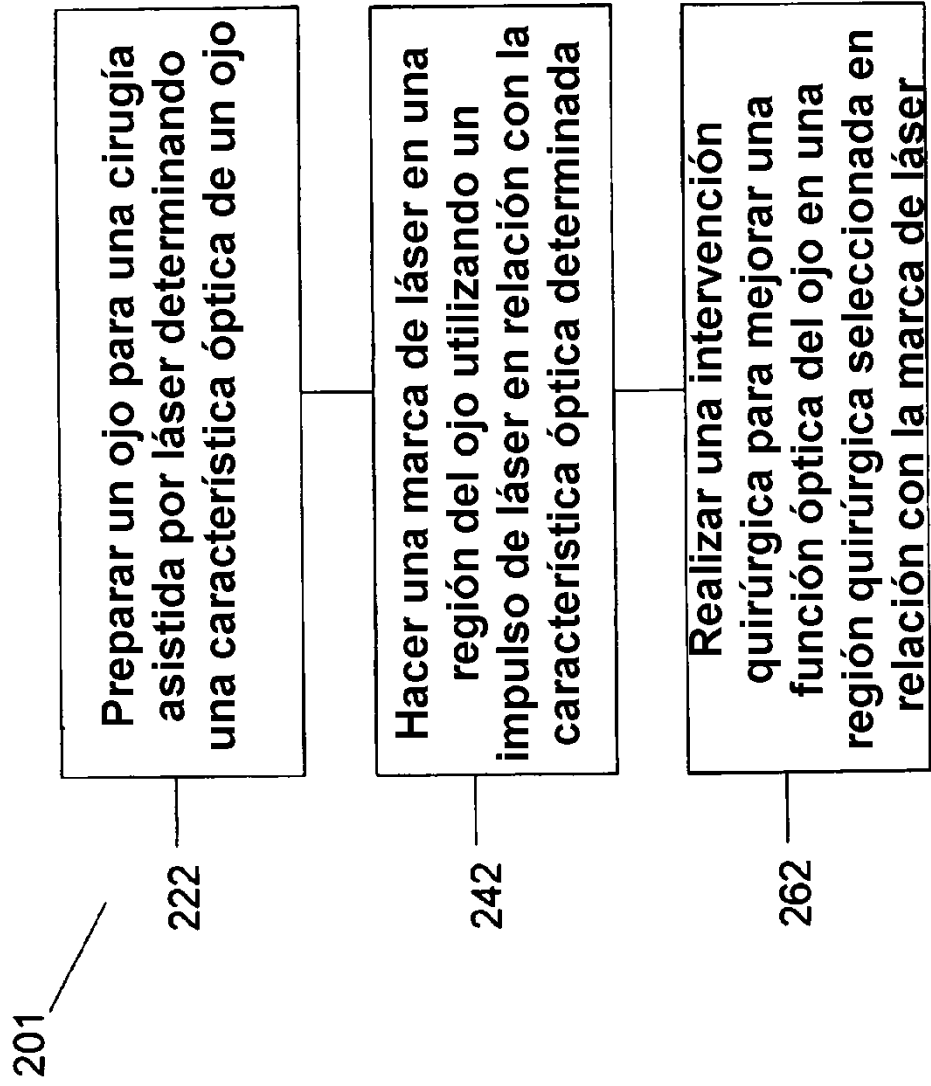 201
222
Preparar un ojo para una cirugía
asistida por láser determinando
una característica óptica de un ojo
242
Hacer una marca de láser en una
región del ojo utilizando un
impulso de láser en relación con la
característica óptica determinada
262
Realizar una intervención
quirúrgica para mejorar una
función óptica del ojo en una
región quirúrgica seleccionada en
relación con la marca de láser